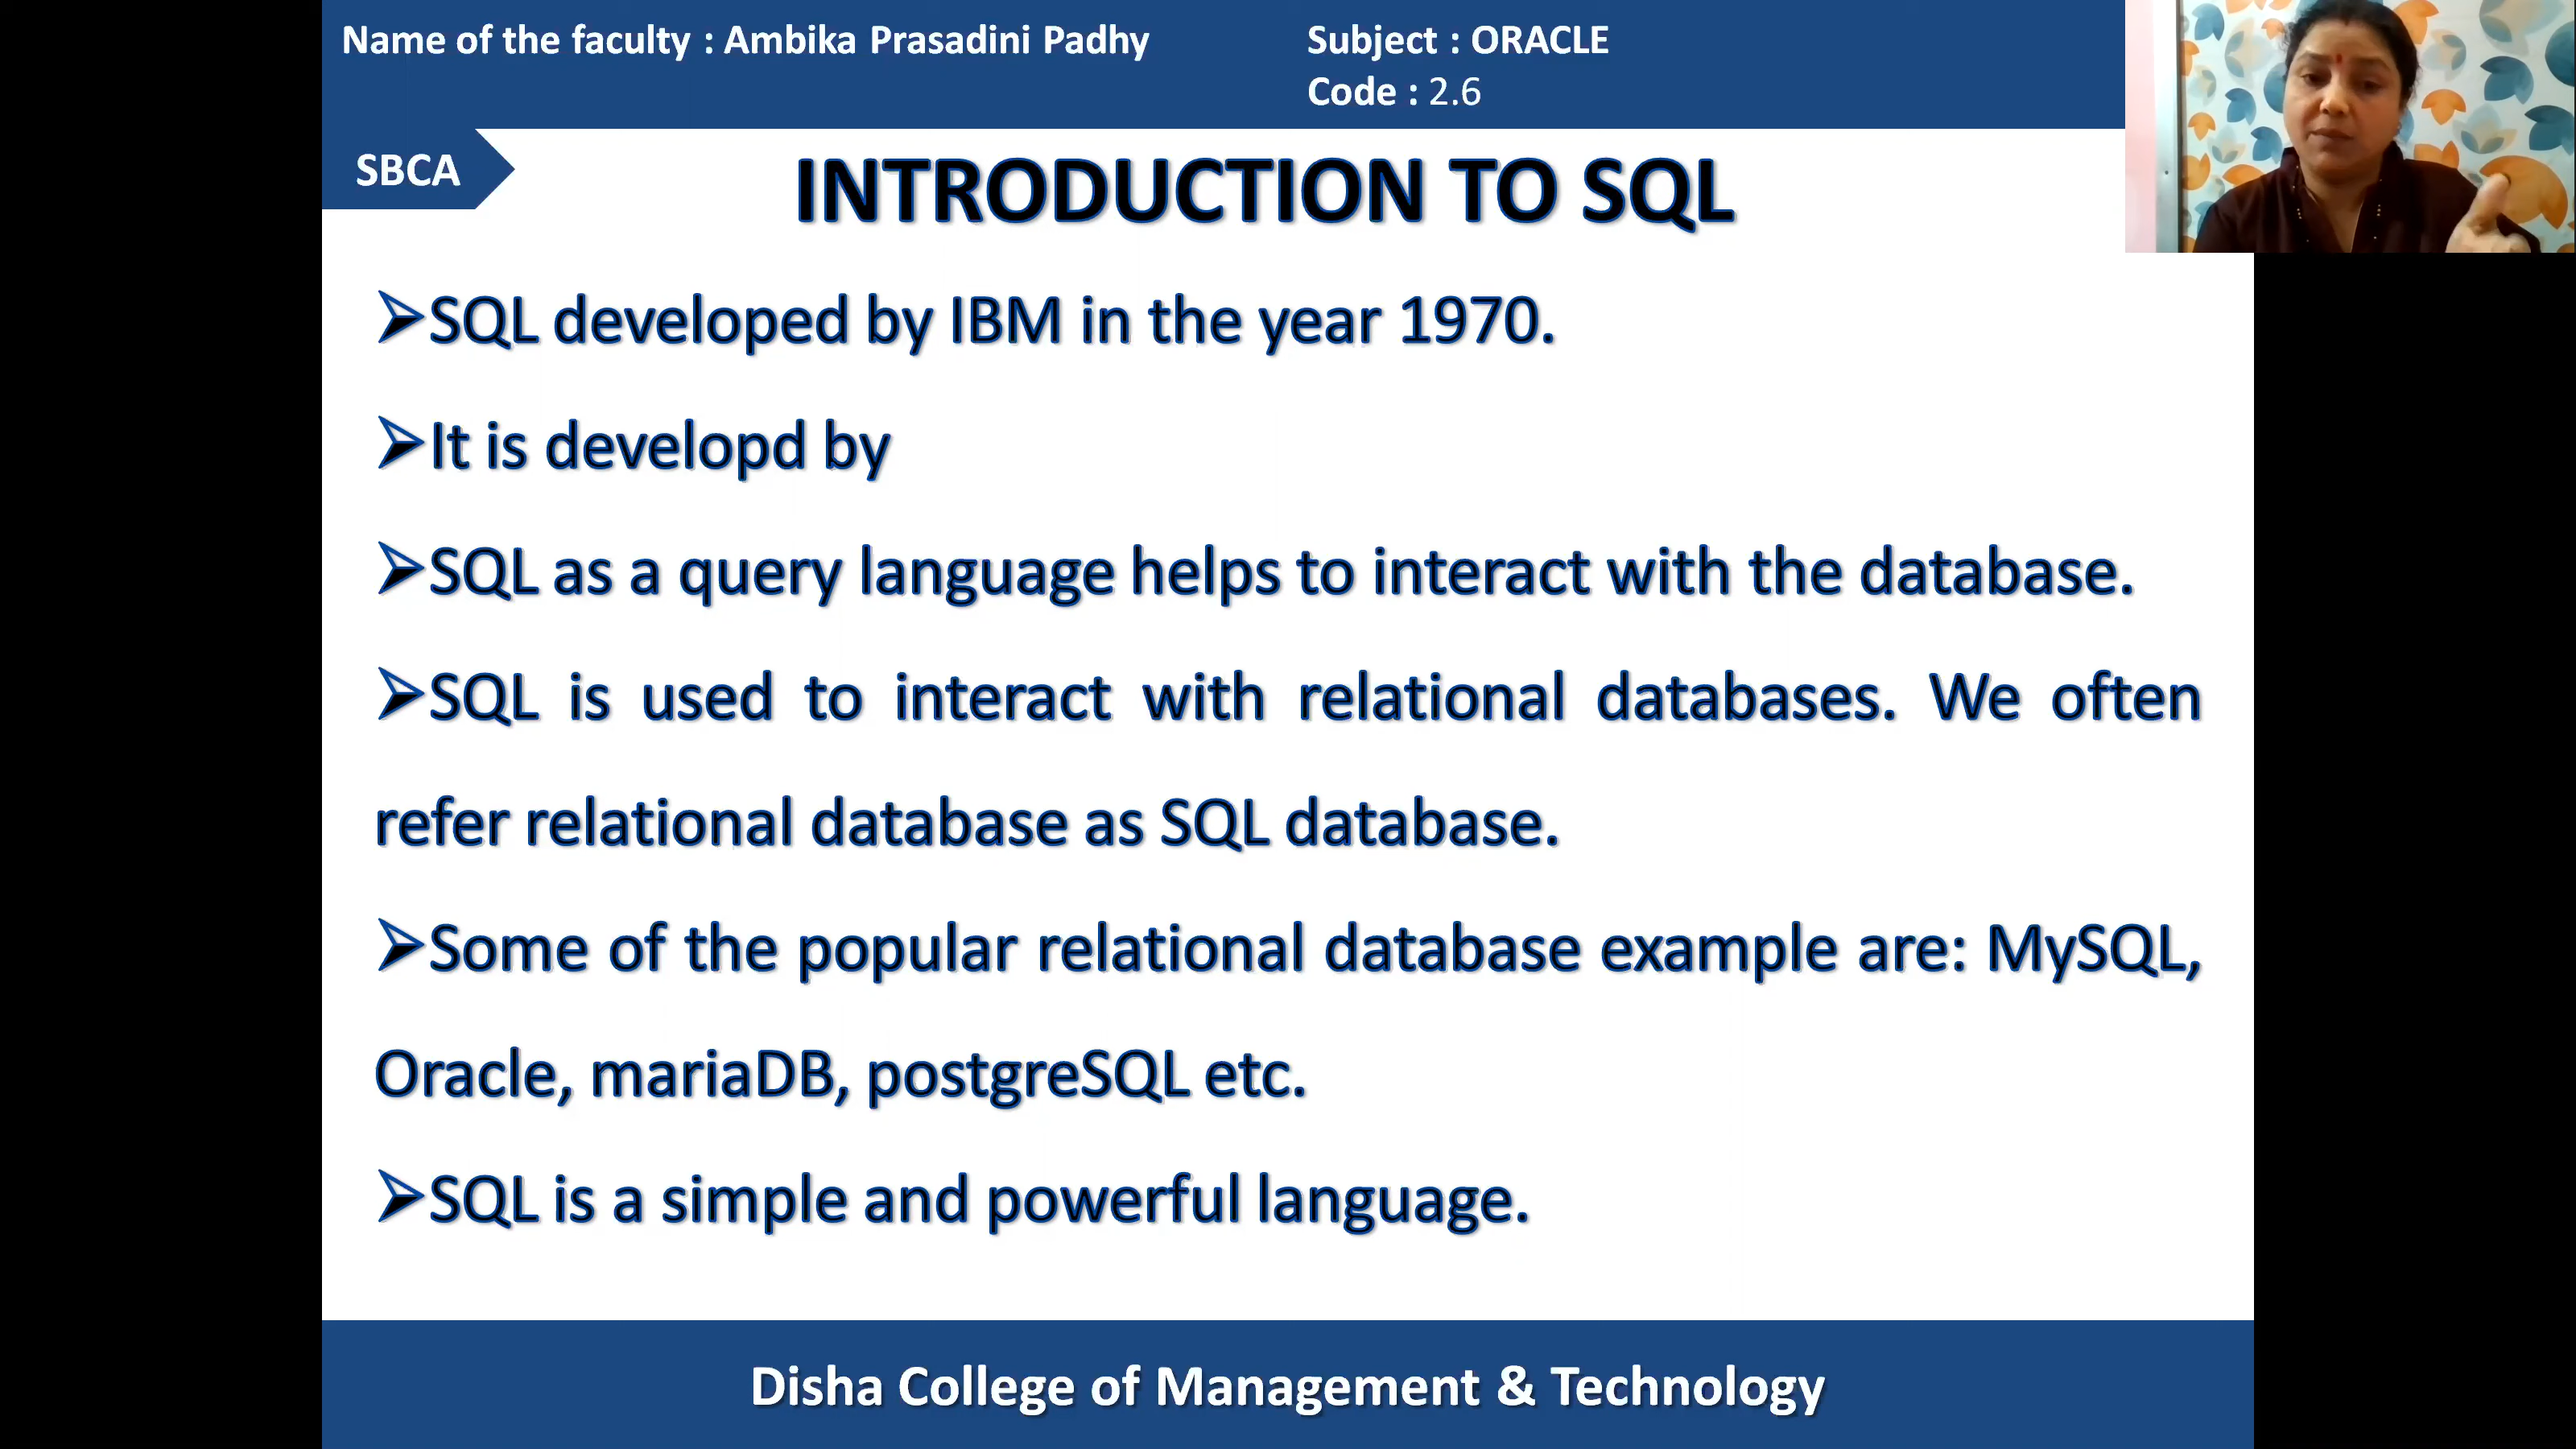 Name of the faculty : Ambika Prasadini Padhy
Subject : ORACLE
Code : 2.6
SBCA
INTRODUCTION TO SQL
➢SQL developed by IBM in the year 1970.
➢It is developd by
➢SQL as a query language helps to interact with the database.
➢SQL is used to interact with relational databases. We often
refer relational database as SQL database.
➢Some of the popular relational database example are: MySQL,
Oracle, mariaDB, postgreSQL etc.
➢SQL is a simple and powerful language.
Disha College of Management & Technology